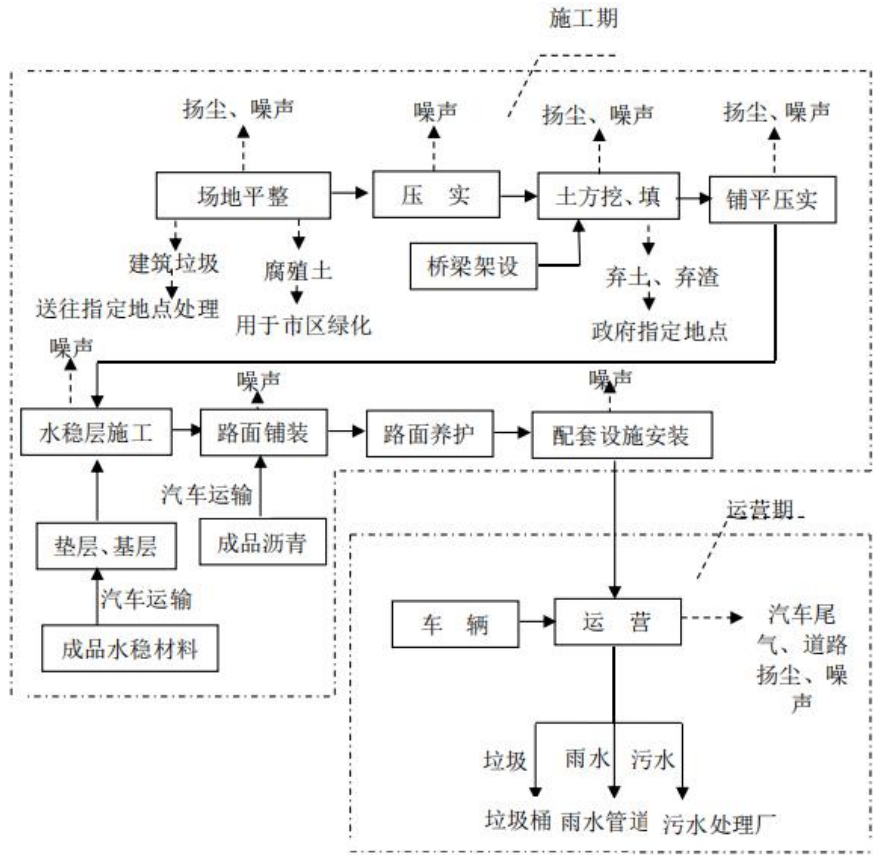 施工期
扬尘、噪声
噪声
扬尘、噪声
扬尘、噪声
场地平整
压 实
土方挖、填
铺平压实
建筑垃圾
腐殖土
桥梁架设
弃土、弃渣
送往指定地点处理
用于市区绿化
政府指定地点
噪声
噪声
噪声
水稳层施工
路面铺装
路面养护
配套设施安装
汽车运输
垫层、基层
成品沥青
运营期
汽车运输
成品水稳材料
车 辆
运 营
汽车尾
气、道路
扬尘、噪
声
垃圾
雨水
污水
垃圾桶
雨水管道
污水处理厂